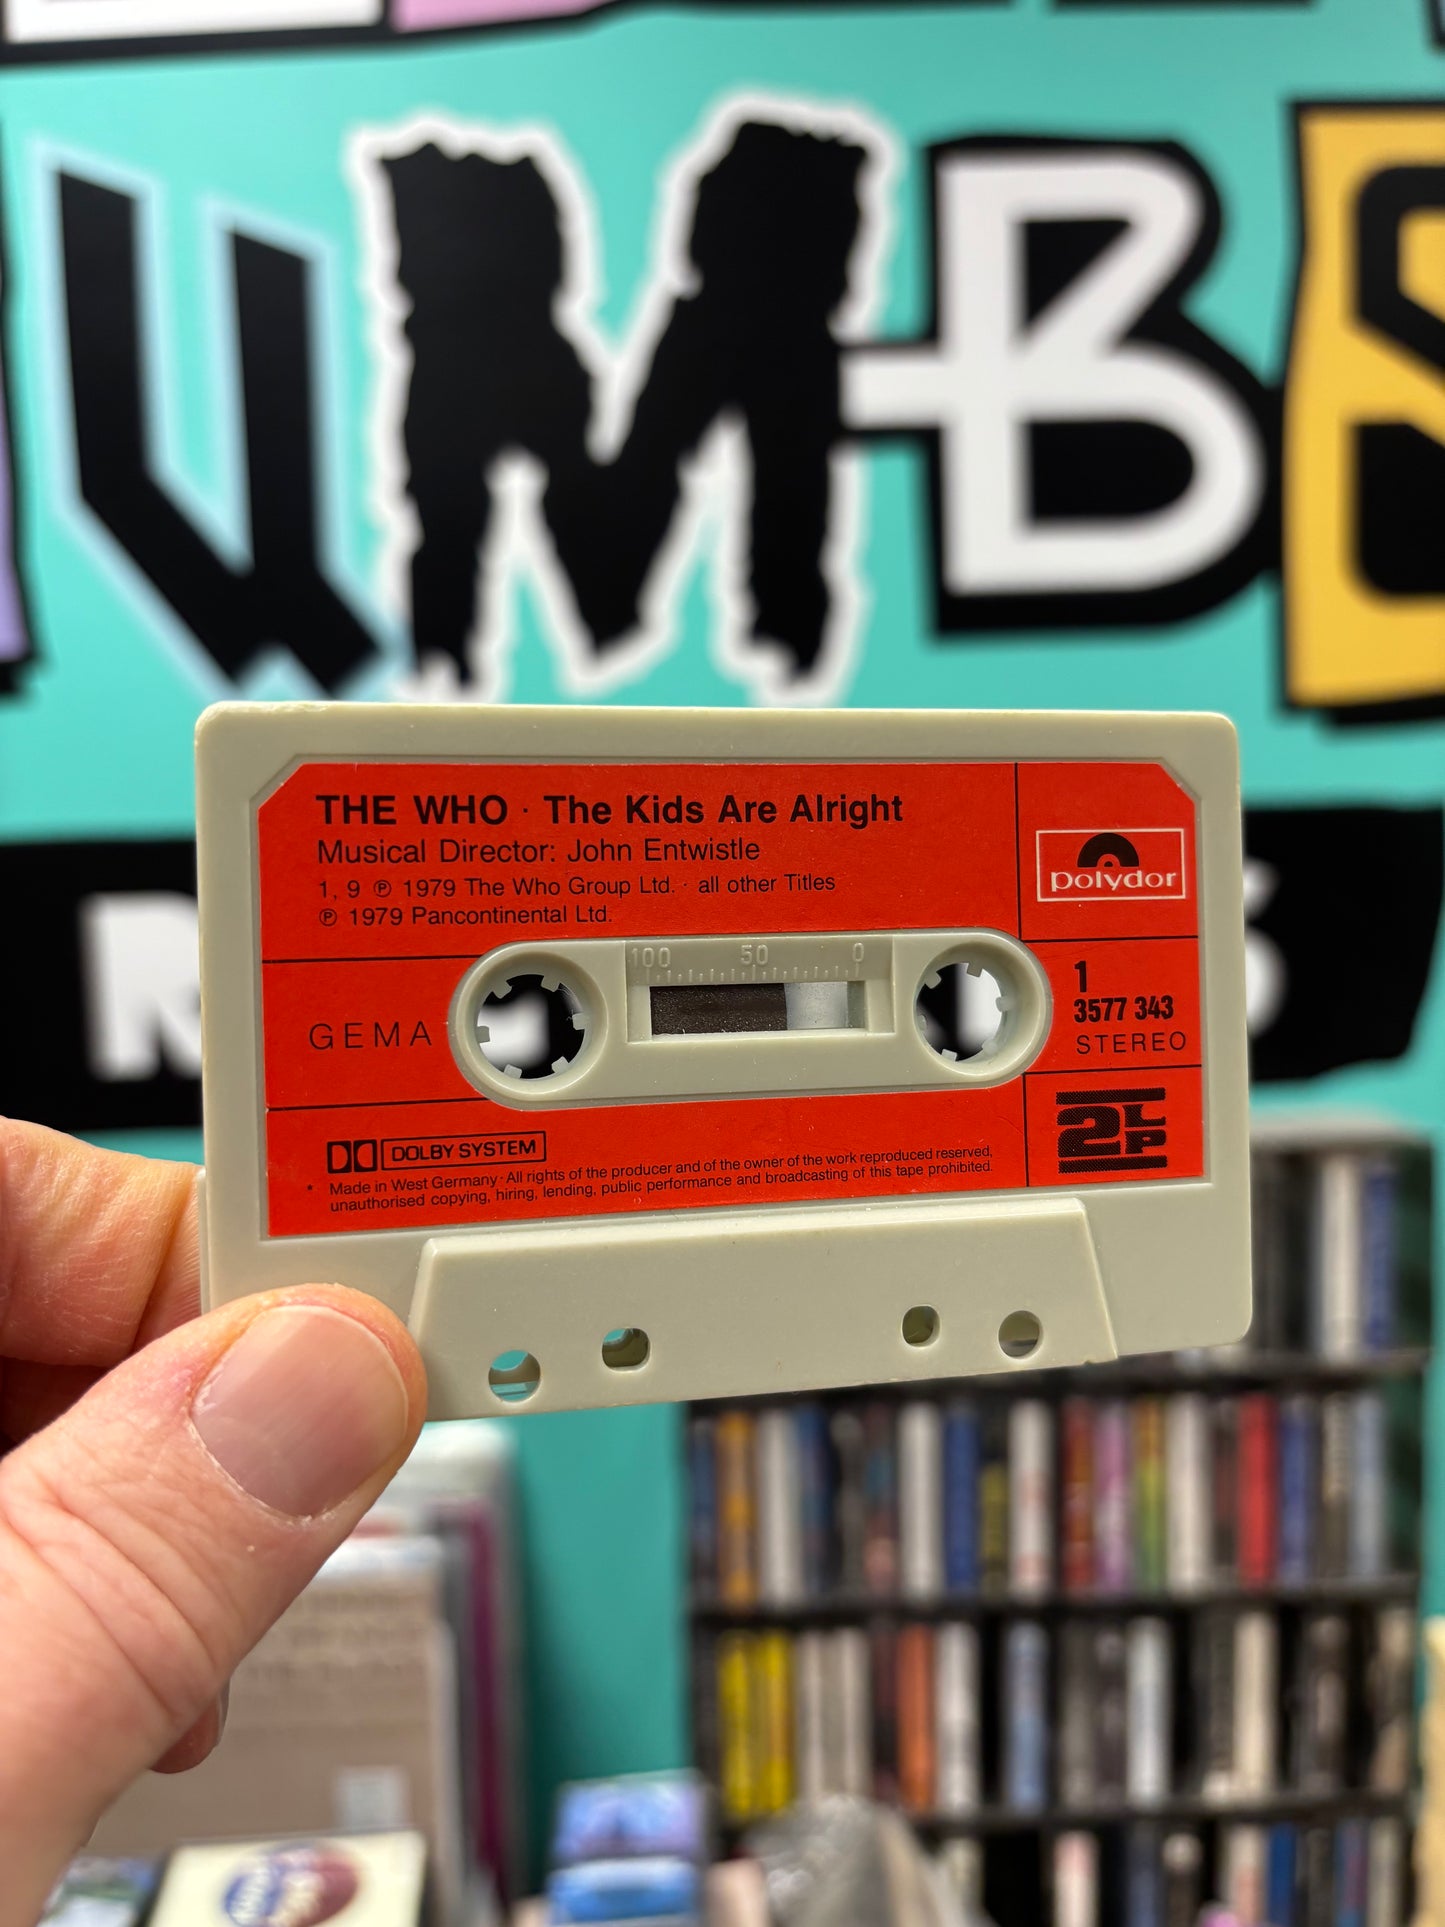 UMBS
THE WHO · The Kids Are Alright
Musical Director: John Entwistle
1, 9 ℗ 1979 The Who Group Ltd. · all other Titles
℗ 1979 Pancontinental Ltd.
polydor
100 50 0
GEMA
1
3577 343
STEREO
DOLBY SYSTEM
2LP
* Made in West Germany · All rights of the producer and of the owner of the work reproduced reserved,
unauthorised copying, hiring, lending, public performance and broadcasting of this tape prohibited.